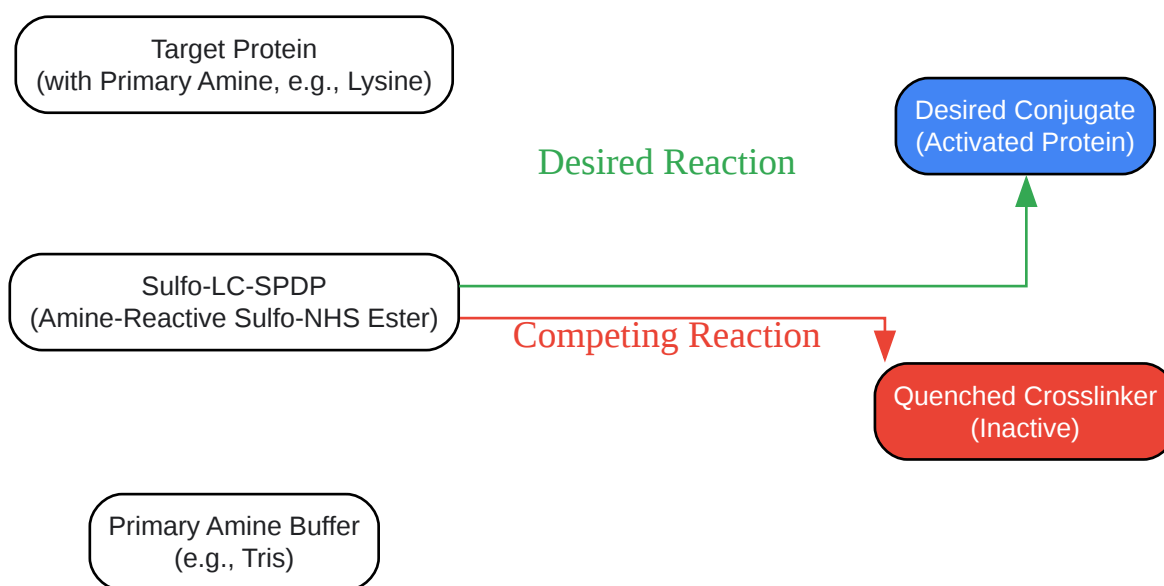 Target Protein
(with Primary Amine, e.g., Lysine)
Desired Conjugate
(Activated Protein)
Desired Reaction
Sulfo-LC-SPDP
(Amine-Reactive Sulfo-NHS Ester)
Competing Reaction
Quenched Crosslinker
(Inactive)
Primary Amine Buffer
(e.g., Tris)